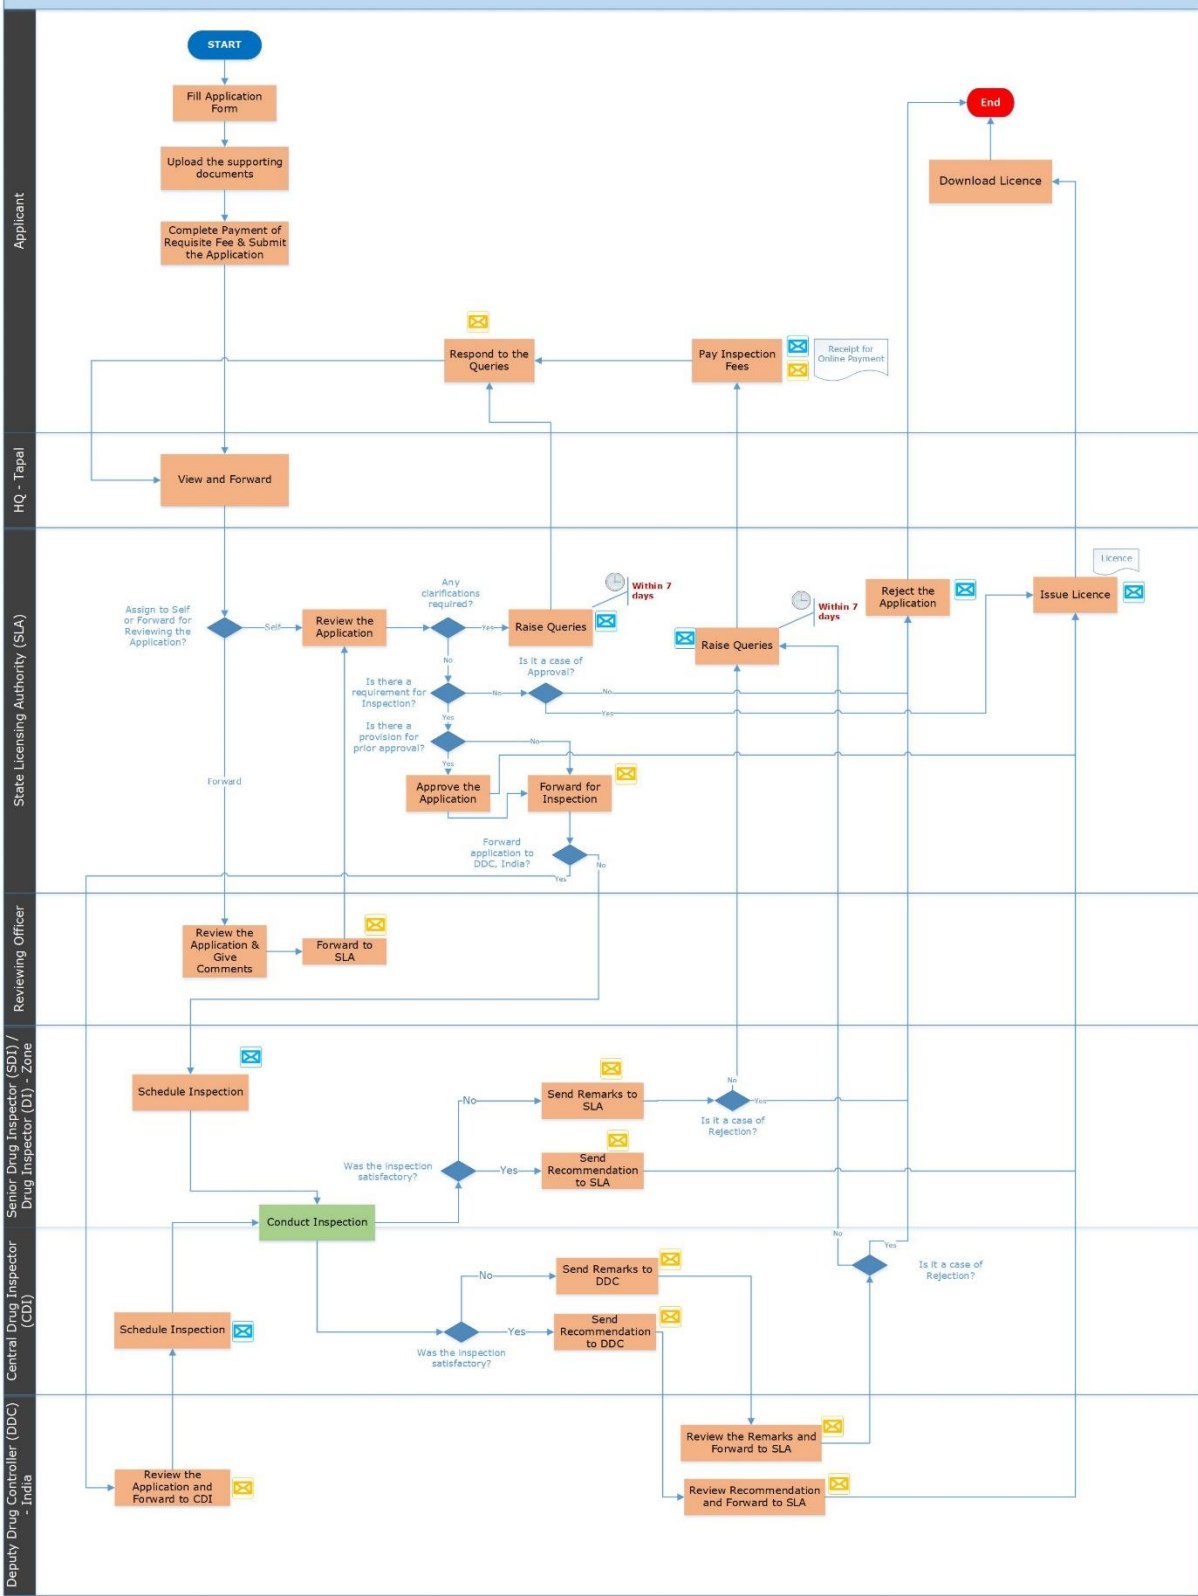 Applicant
START
Fill Application
Form
Upload the supporting
documents
Complete Payment of
Requisite Fee & Submit
the Application
End
Download Licence
Respond to the
Queries
Pay Inspection
Fees
Receipt for
Online Payment
HQ - Tapal
View and Forward
State Licensing Authority (SLA)
Assign to Self
or Forward for
Reviewing the
Application?
Self
Review the
Application
Any
clarifications
required?
Yes
Raise Queries
Within 7
days
Raise Queries
Within 7
days
Reject the
Application
Licence
Issue Licence
No
Is there a
requirement for
Inspection?
No
Is it a case of
Approval?
No
Yes
Yes
Is there a
provision for
prior approval?
No
Yes
Approve the
Application
Forward for
Inspection
Forward
Forward
application to
DDC, India?
No
Yes
Reviewing Officer
Review the
Application &
Give
Comments
Forward to
SLA
Senior Drug Inspector (SDI) /
Drug Inspector (DI) - Zone
Schedule Inspection
Send Remarks to
SLA
No
No
Yes
Is it a case of
Rejection?
Was the inspection
satisfactory?
Yes
Send
Recommendation
to SLA
Conduct Inspection
Central Drug Inspector
(CDI)
Schedule Inspection
No
Send Remarks to
DDC
Yes
Send
Recommendation
to DDC
Was the inspection
satisfactory?
No
Yes
Is it a case of
Rejection?
Deputy Drug Controller (DDC)
- India
Review the
Application and
Forward to CDI
Review the Remarks and
Forward to SLA
Review Recommendation
and Forward to SLA